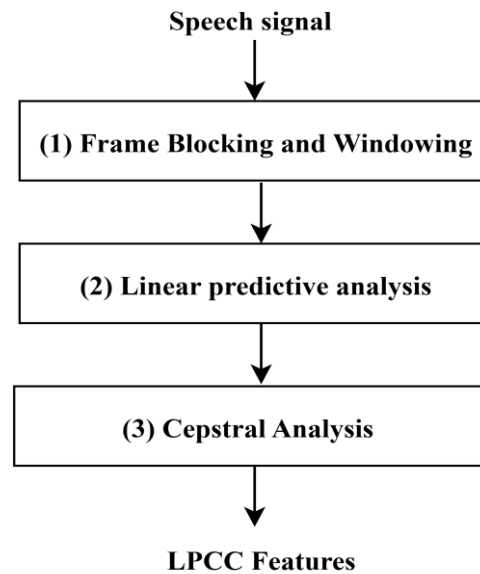 Speech signal
(1) Frame Blocking and Windowing
(2) Linear predictive analysis
(3) Cepstral Analysis
LPCC Features